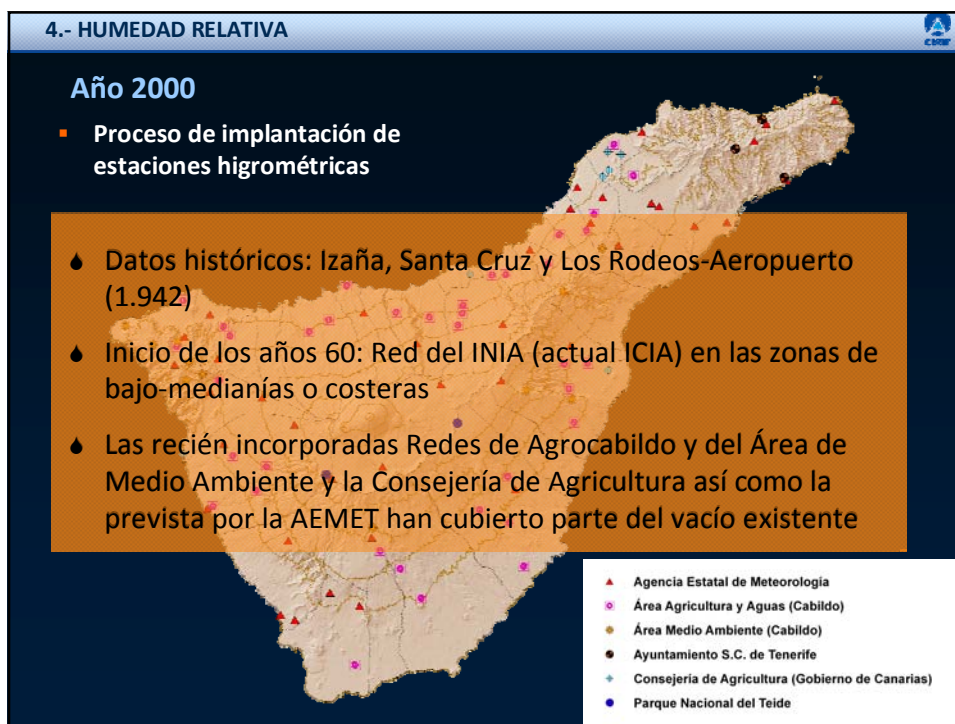 4.- HUMEDAD RELATIVA
Año 2000
Proceso de implantación de
estaciones higrométricas
Datos históricos: Izaña, Santa Cruz y Los Rodeos-Aeropuerto
(1.942)
Inicio de los años 60: Red del INIA (actual ICIA) en las zonas de
bajo-medianías o costeras
Las recién incorporadas Redes de Agrocabildo y del Área de
Medio Ambiente y la Consejería de Agricultura así como la
prevista por la AEMET han cubierto parte del vacío existente
Agencia Estatal de Meteorología
Área Agricultura y Aguas (Cabildo)
Área Medio Ambiente (Cabildo)
Ayuntamiento S.C. de Tenerife
Consejería de Agricultura (Gobierno de Canarias)
Parque Nacional del Teide